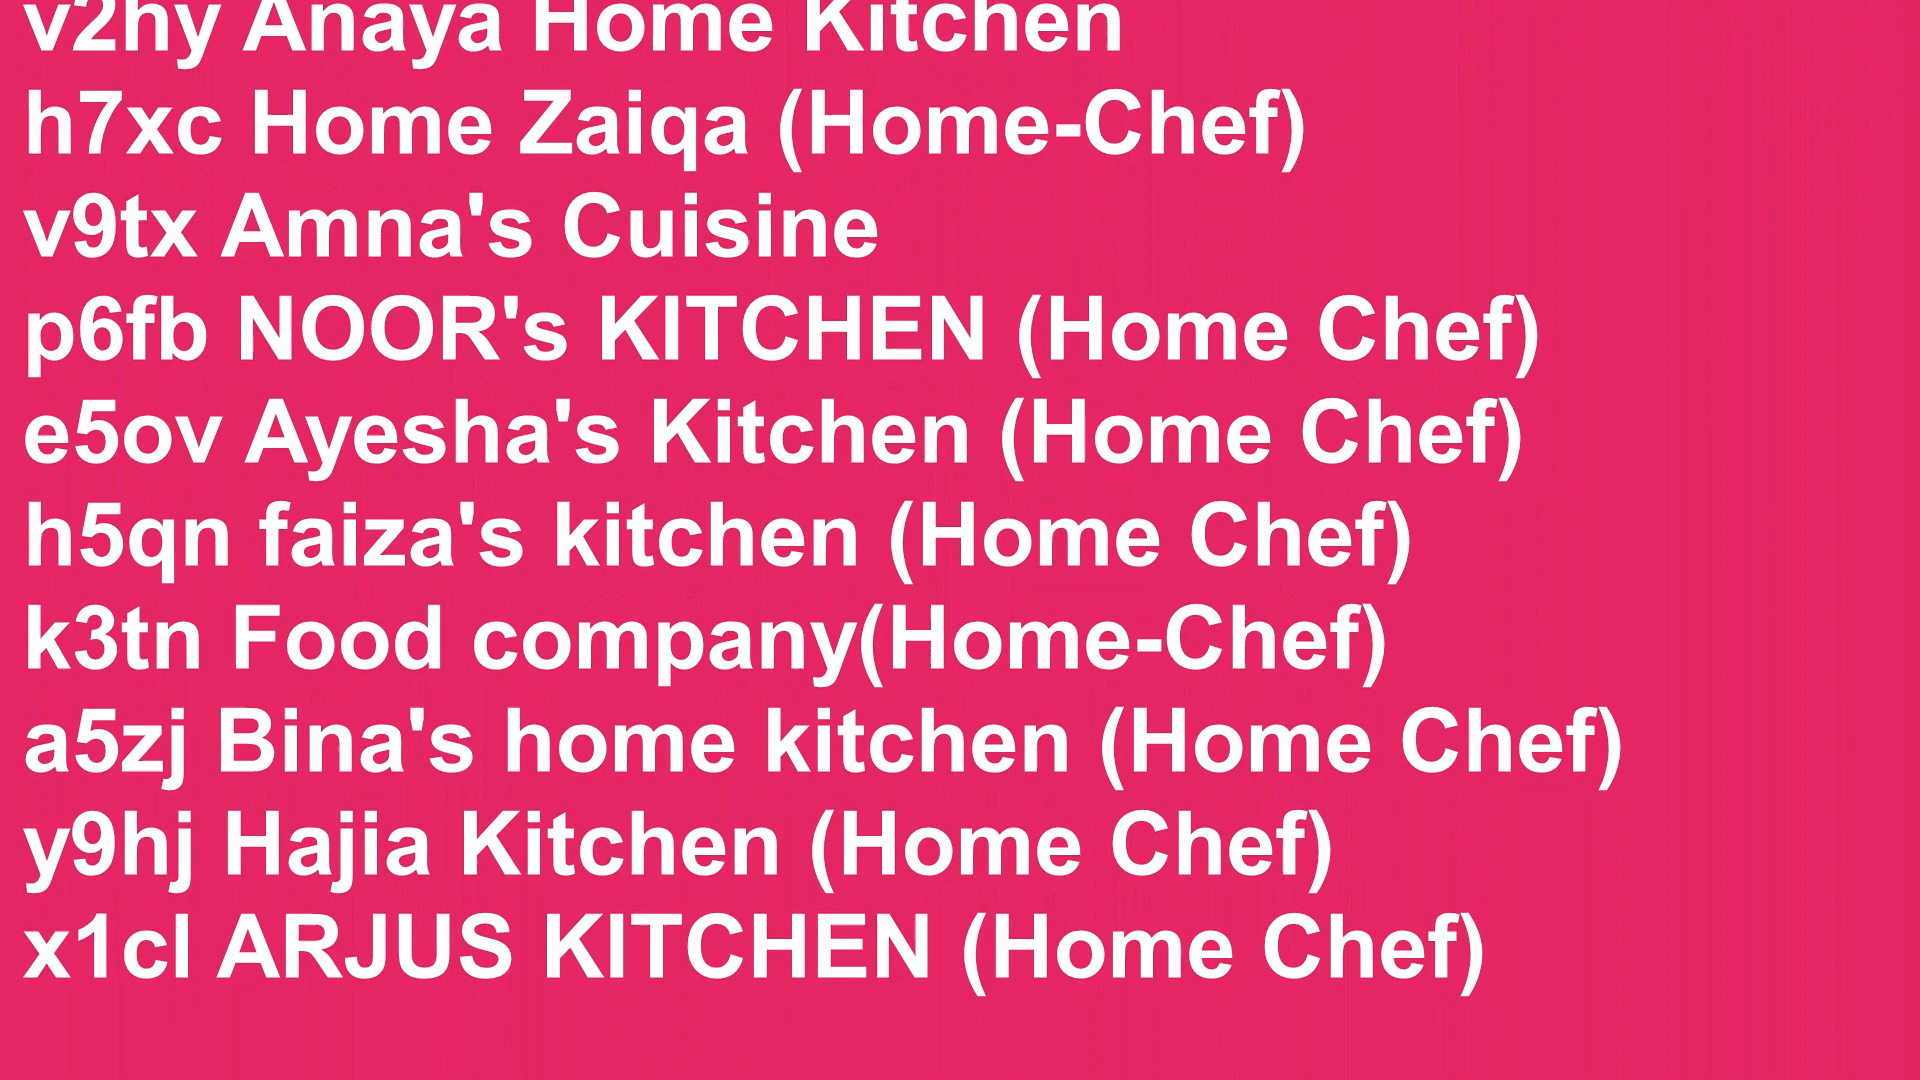 v2hy Anaya Home Kitchen
h7xc Home Zaiqa (Home-Chef)
v9tx Amna's Cuisine
p6fb NOOR's KITCHEN (Home Chef)
e5ov Ayesha's Kitchen (Home Chef)
h5qn faiza's kitchen (Home Chef)
k3tn Food company(Home-Chef)
a5zj Bina's home kitchen (Home Chef)
y9hj Hajia Kitchen (Home Chef)
x1cl ARJUS KITCHEN (Home Chef)